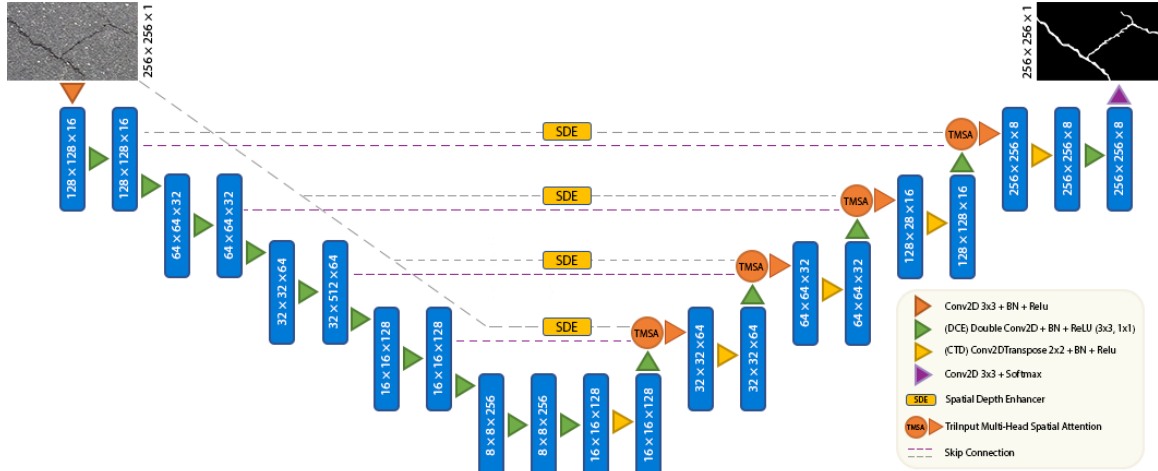 256 × 256 × 1
256 × 256 × 1
128 × 128 × 16
128 × 128 × 16
SDE
TMSA
256 × 256 × 8
256 × 256 × 8
256 × 256 × 8
64 × 64 × 32
64 × 64 × 32
SDE
TMSA
128 × 28 × 16
128 × 128 × 16
32 × 32 × 64
32 × 512 × 64
SDE
TMSA
64 × 64 × 32
64 × 64 × 32
16 × 16 × 128
16 × 16 × 128
SDE
TMSA
32 × 32 × 64
32 × 32 × 64
8 × 8 × 256
8 × 8 × 256
16 × 16 × 128
16 × 16 × 128
Conv2D 3x3 + BN + Relu
(DCE) Double Conv2D + BN + ReLU (3x3, 1x1)
(CTD) Conv2DTranspose 2x2 + BN + Relu
Conv2D 3x3 + Softmax
SDE Spatial Depth Enhancer
TMSA TriInput Multi-Head Spatial Attention
Skip Connection